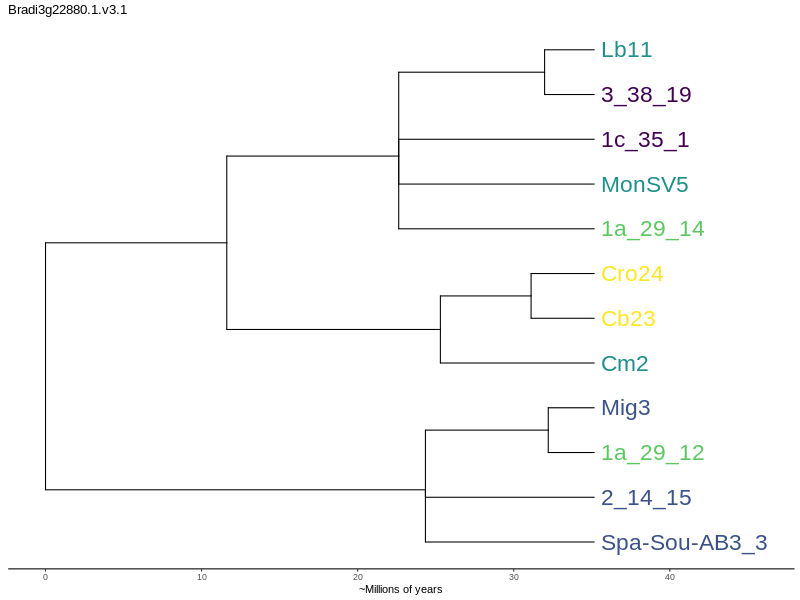 Bradi3g22880.1.v3.1
Lb11
3_38_19
1c_35_1
MonSV5
1a_29_14
Cro24
Cb23
Cm2
Mig3
1a_29_12
2_14_15
Spa-Sou-AB3_3
0 10 20 30 40
~Millions of years